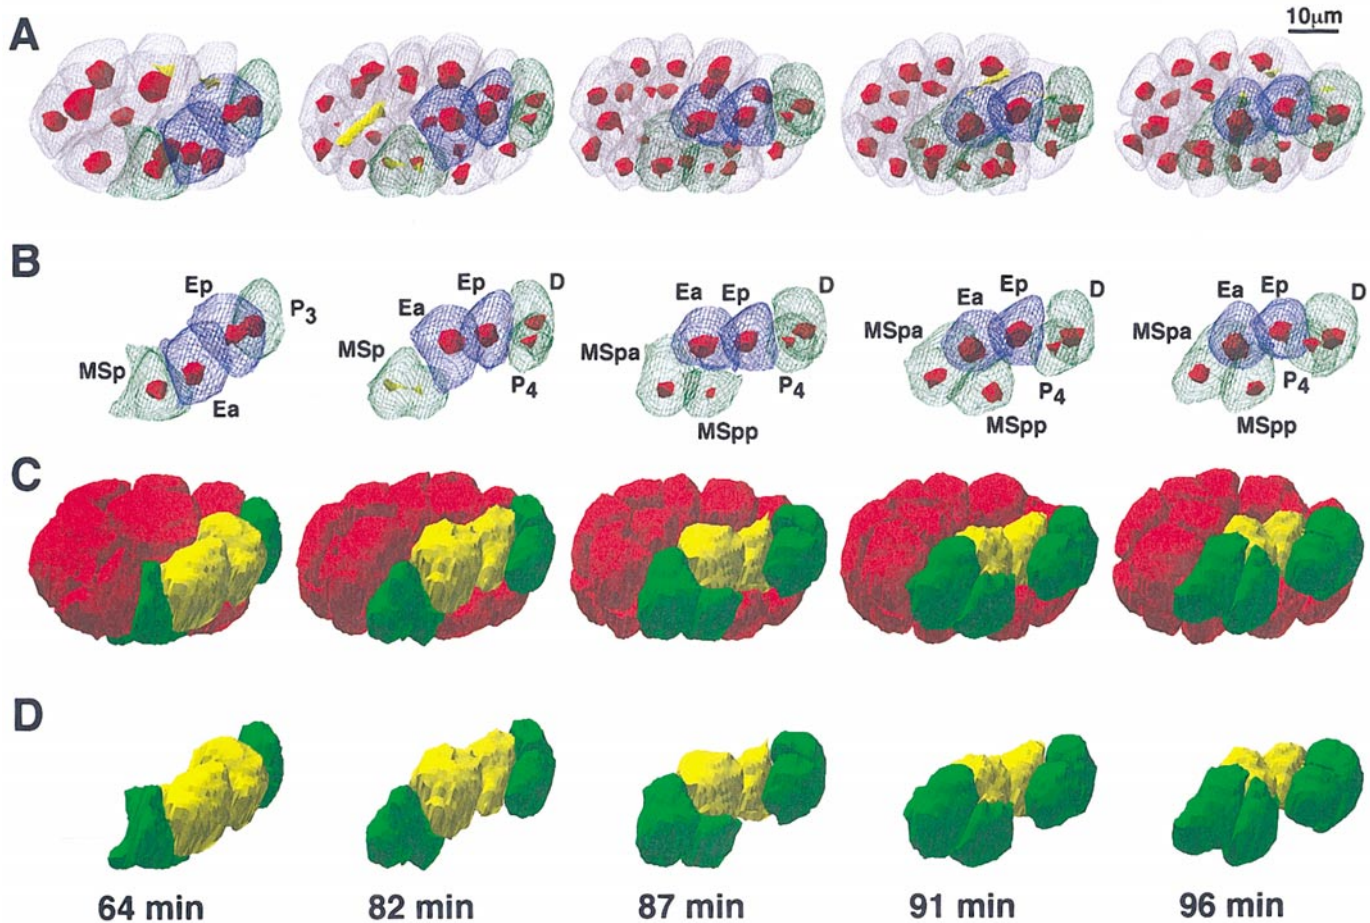 A
10μm
B
Ep
P3
MSp
Ea
Ep
D
Ea
MSp
P4
Ea
Ep
D
MSpa
P4
MSpp
Ep
Ea
D
MSpa
P4
MSpp
Ea
Ep
D
MSpa
P4
MSpp
C
D
64 min
82 min
87 min
91 min
96 min